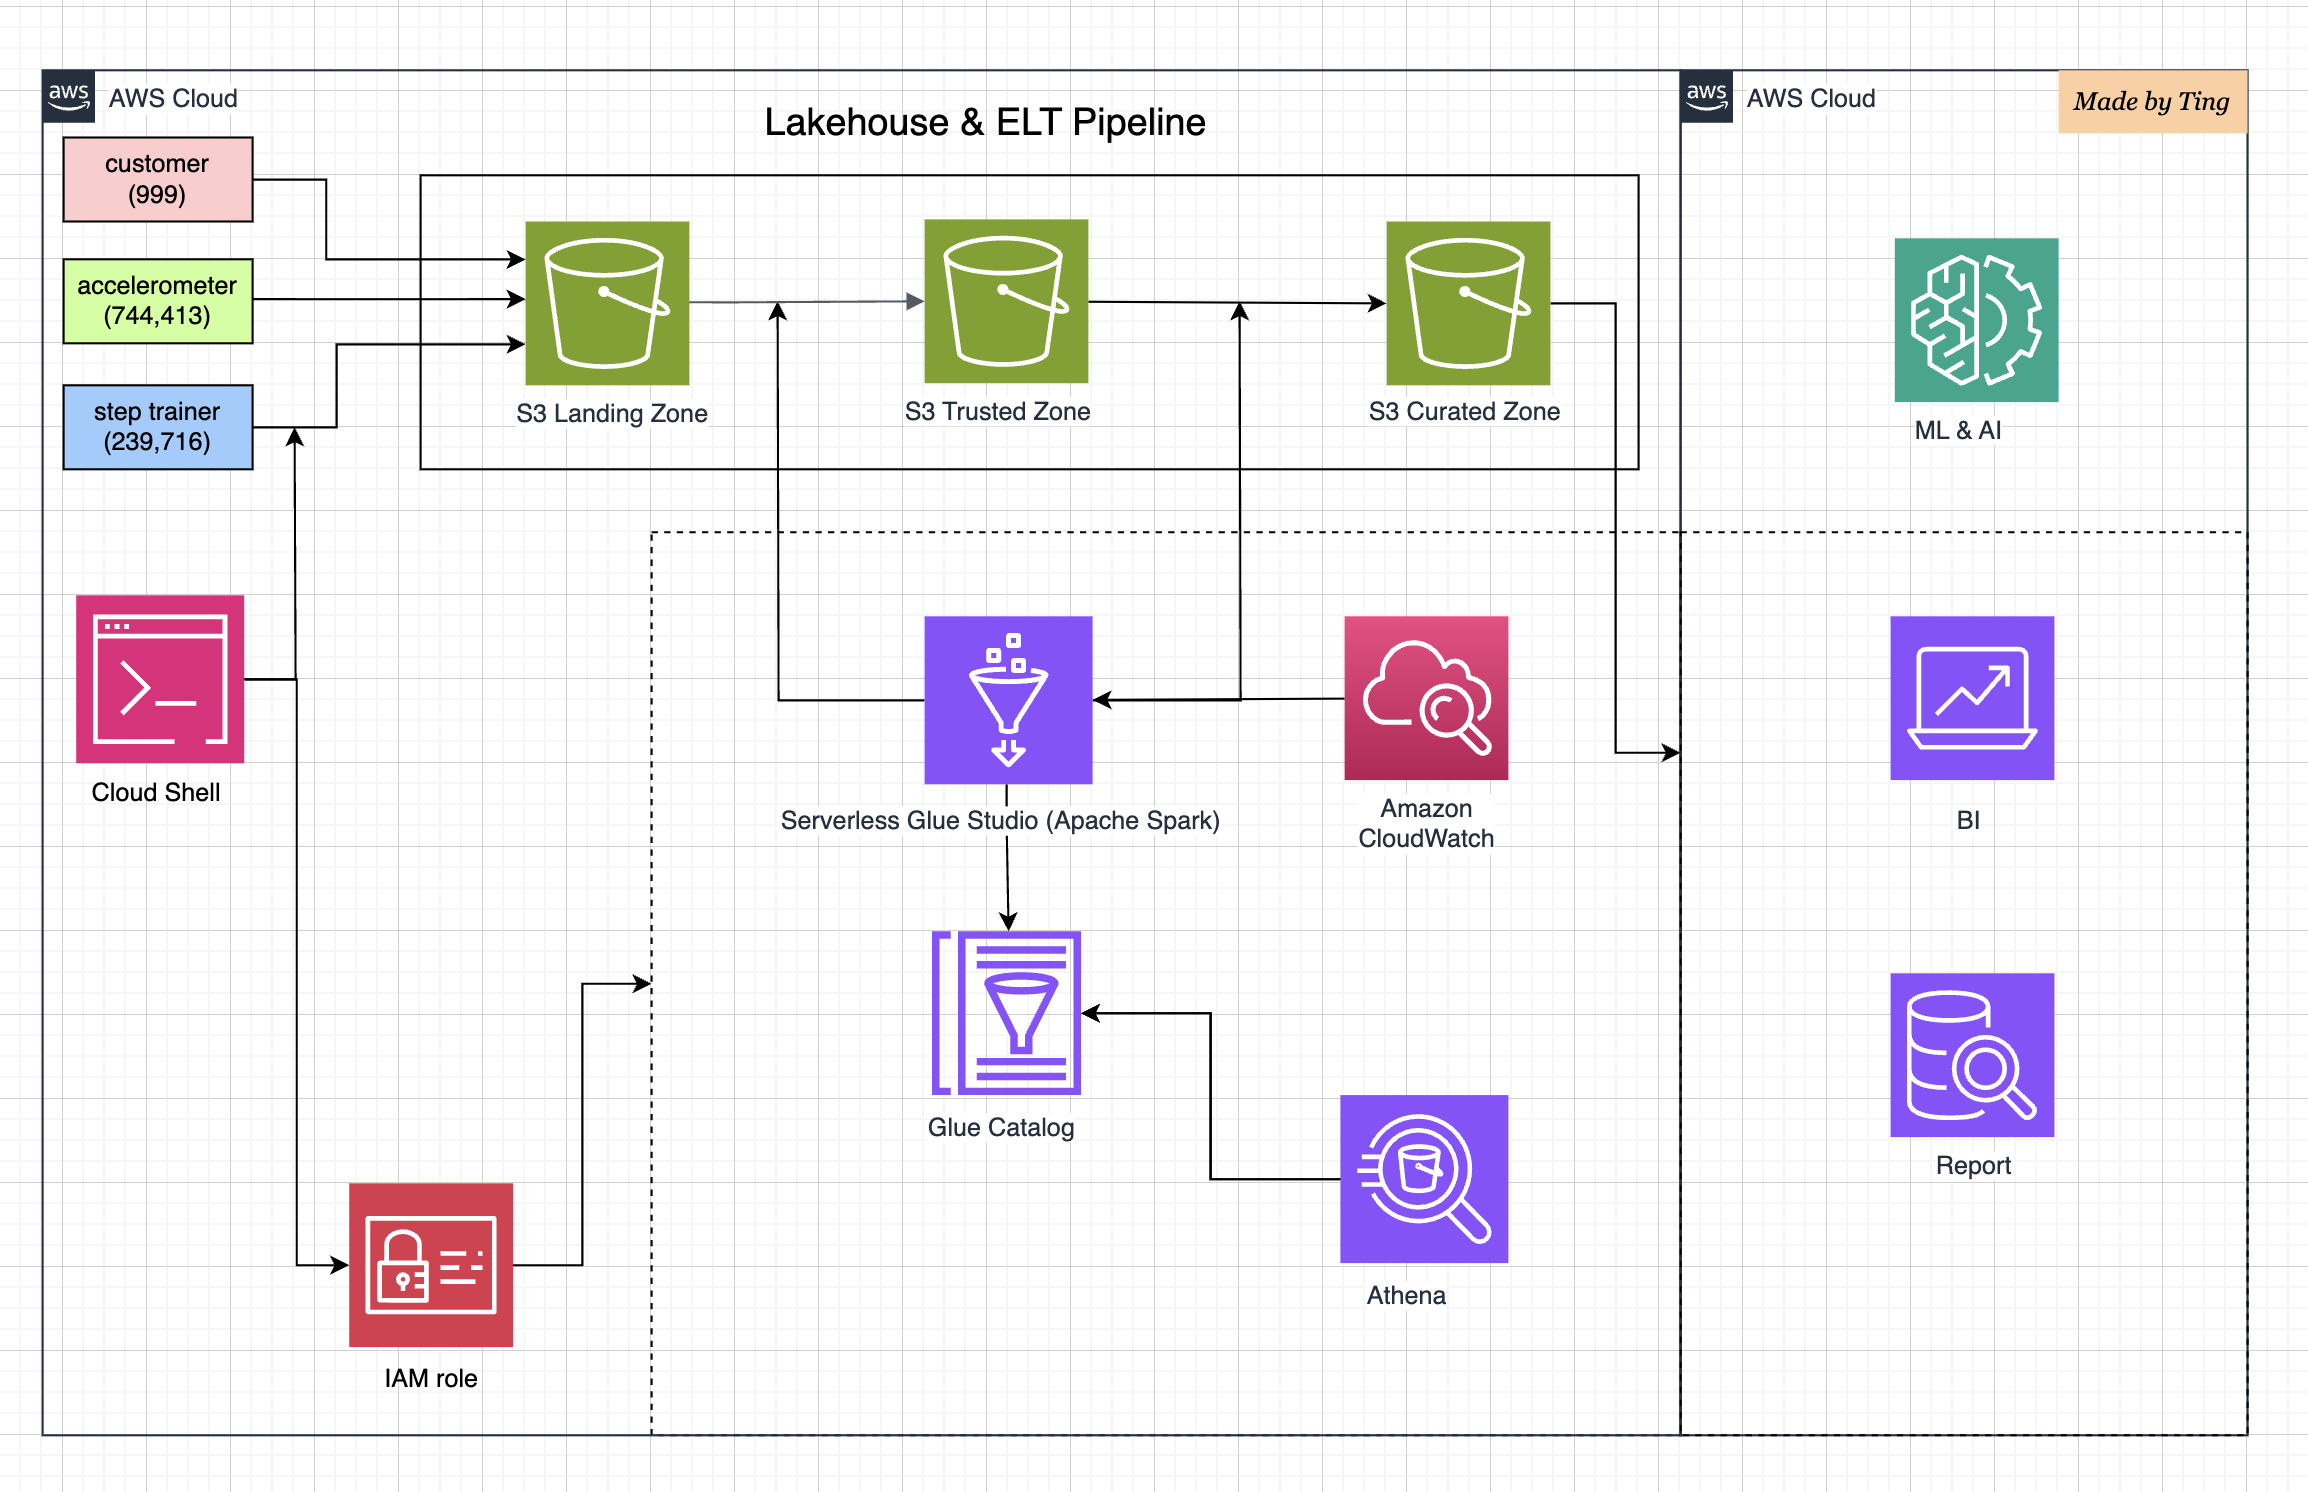 aws
AWS Cloud
aws
AWS Cloud
Made by Ting
Lakehouse & ELT Pipeline
customer
(999)
accelerometer
(744,413)
step trainer
(239,716)
S3 Landing Zone
S3 Trusted Zone
S3 Curated Zone
ML & AI
Cloud Shell
Serverless Glue Studio (Apache Spark)
Amazon
CloudWatch
BI
Glue Catalog
Athena
Report
IAM role